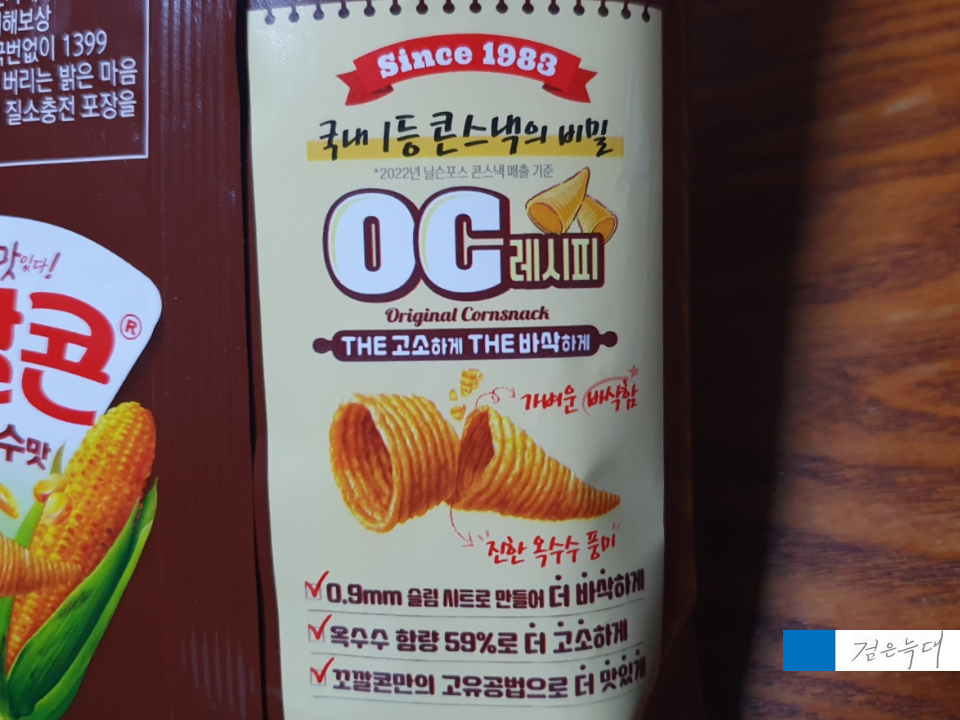 해보상
국번없이 1399
버리는 밝은 마음
질소충전 포장을
맛있다!
깔콘®
수맛
Since 1983
국내 1등 콘스낵의 비밀
*2022년 닐슨포스 콘스낵 매출 기준
OC레시피
Original Cornsnack
THE 고소하게 THE 바삭하게
가벼운 바삭함
진한 옥수수 풍미
0.9mm 슬림 시트로 만들어 더 바삭하게
옥수수 함량 59%로 더 고소하게
꼬깔콘만의 고유공법으로 더 맛있게
검은늑대